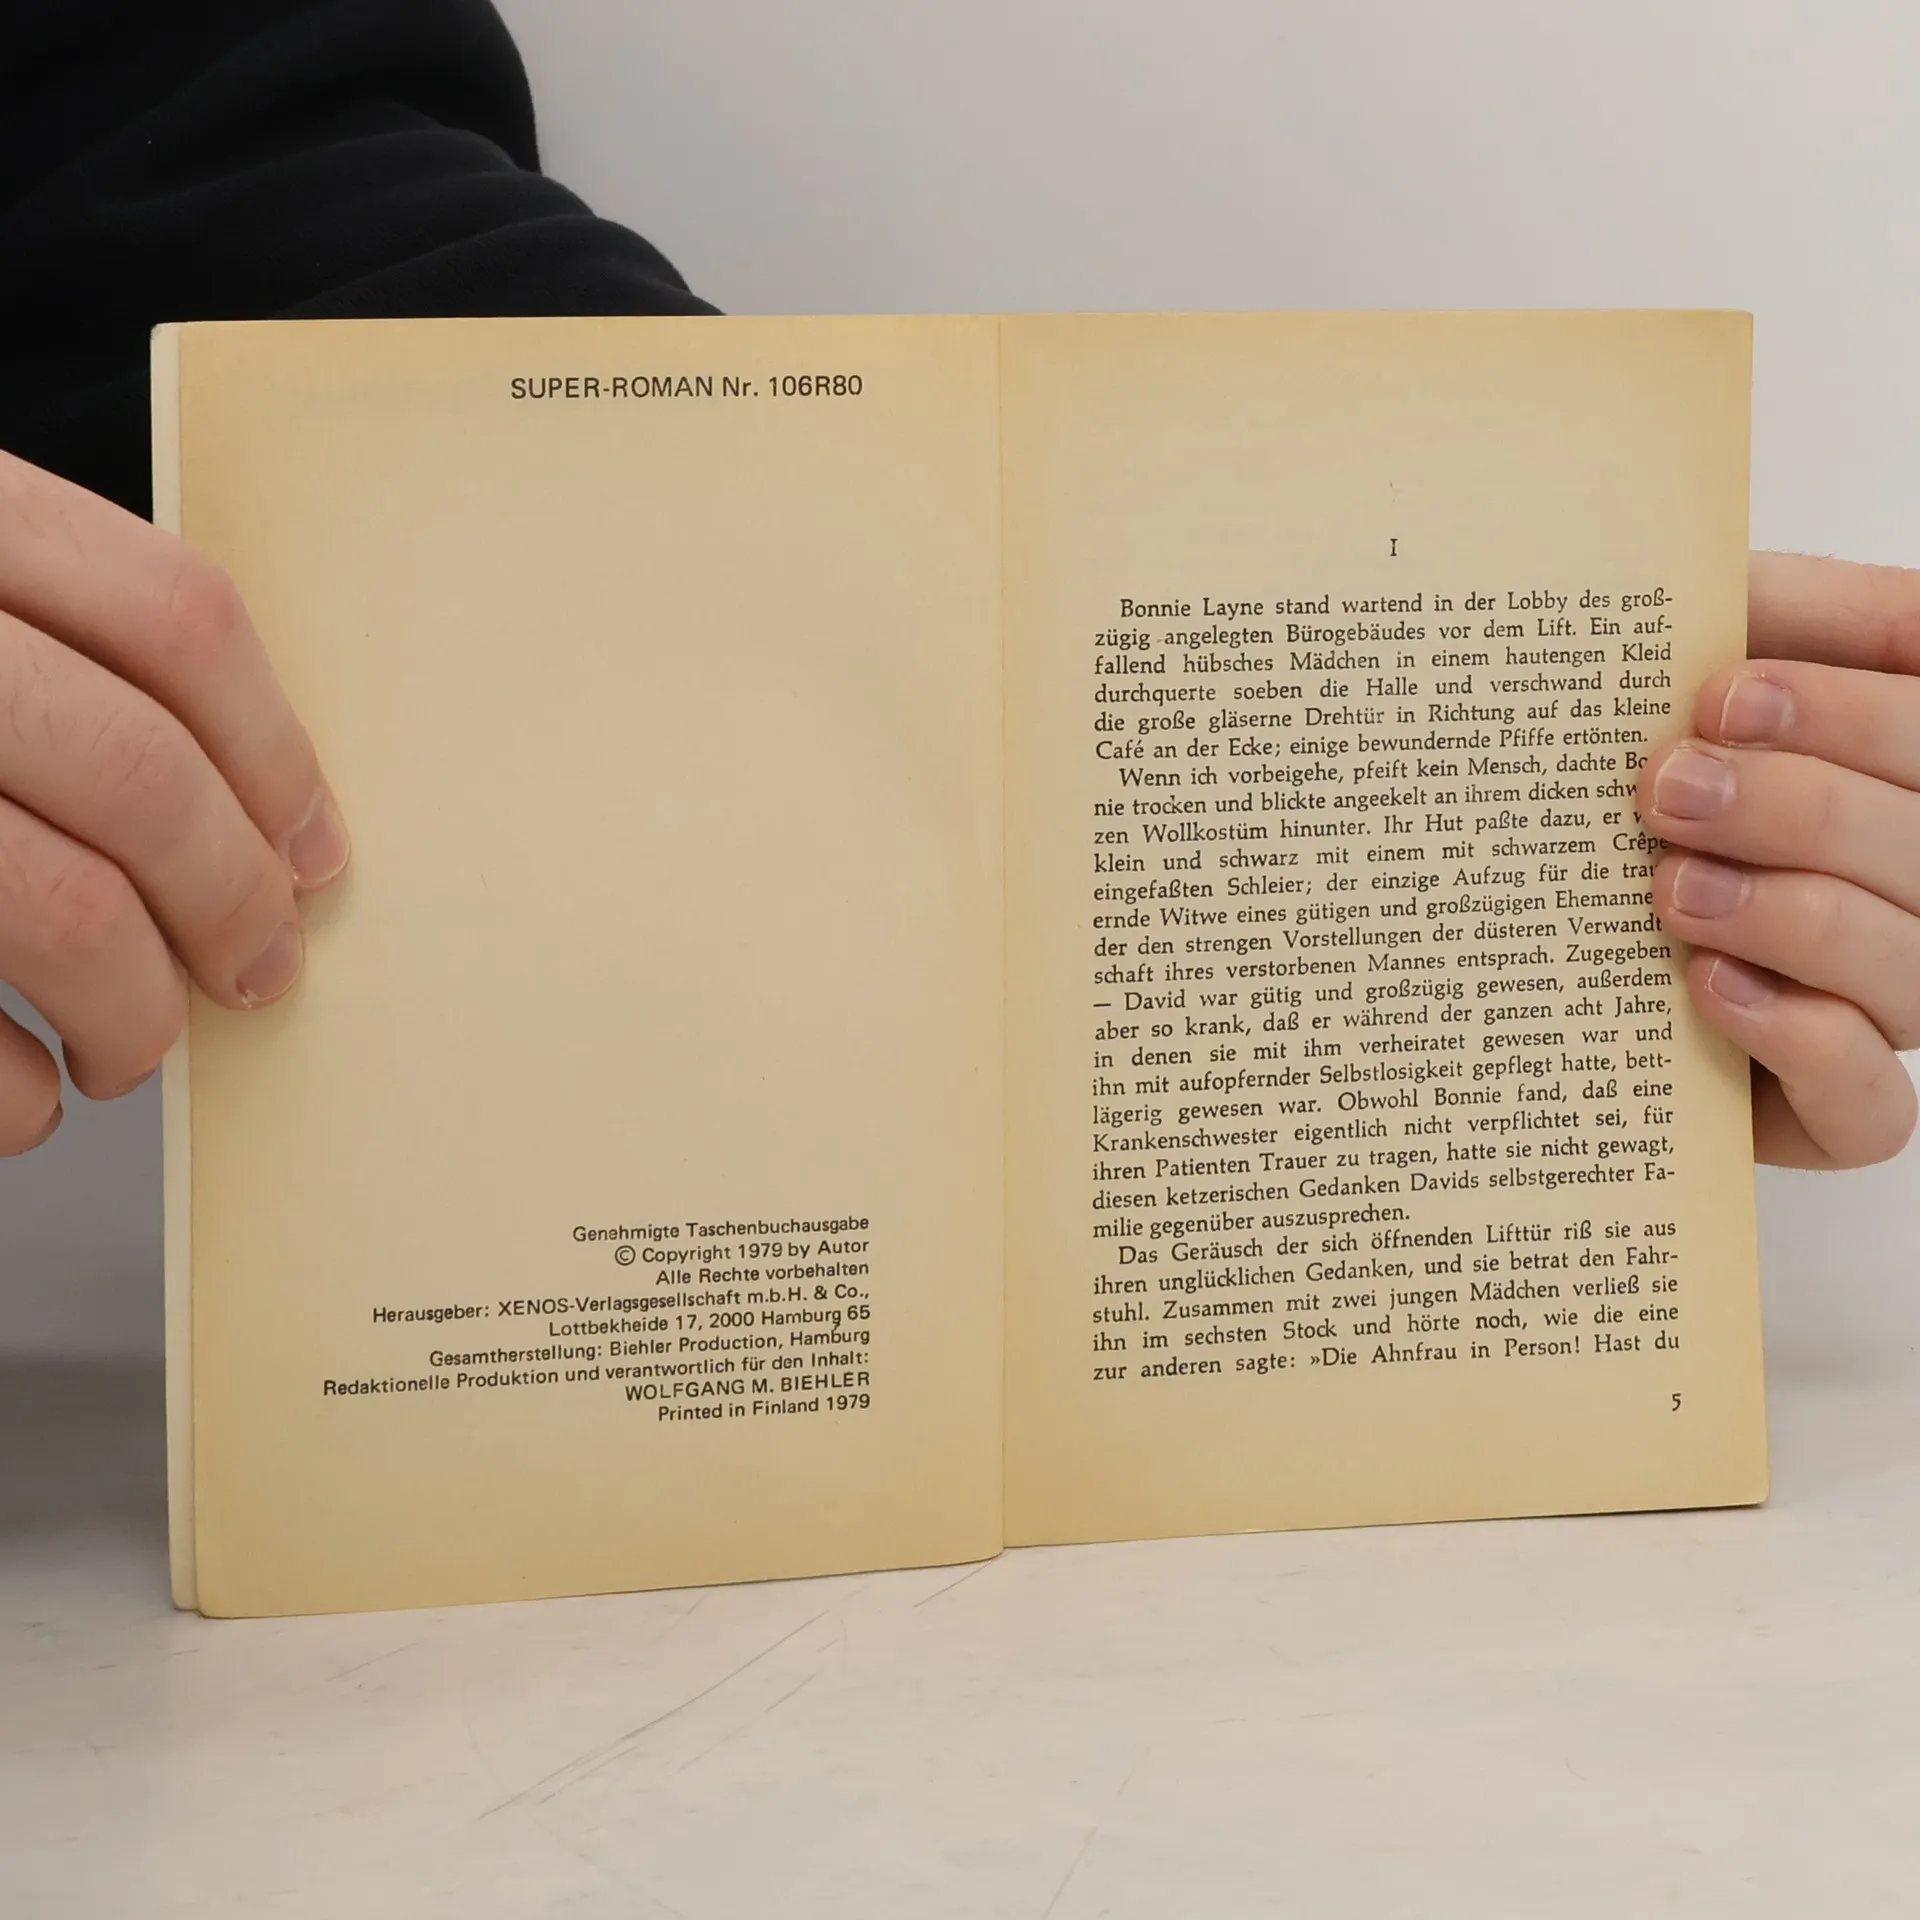 SUPER-ROMAN Nr. 106R80
Genehmigte Taschenbuchausgabe
© Copyright 1979 by Autor
Alle Rechte vorbehalten
Herausgeber: XENOS-Verlagsgesellschaft m.b.H. & Co.,
Lottbekheide 17, 2000 Hamburg 65
Gesamtherstellung: Biehler Production, Hamburg
Redaktionelle Produktion und verantwortlich für den Inhalt:
WOLFGANG M. BIEHLER
Printed in Finland 1979
I
Bonnie Layne stand wartend in der Lobby des groß-
zügig angelegten Bürogebäudes vor dem Lift. Ein auf-
fallend hübsches Mädchen in einem hautengen Kleid
durchquerte soeben die Halle und verschwand durch
die große gläserne Drehtür in Richtung auf das kleine
Café an der Ecke; einige bewundernde Pfiffe ertönten.
Wenn ich vorbeigehe, pfeift kein Mensch, dachte
nie trocken und blickte angeekelt an ihrem dicken
zen Wollkostüm hinunter. Ihr Hut paßte dazu, er
klein und schwarz mit einem mit schwarzem Crêpe
eingefaßten Schleier; der einzige Aufzug für die
ernde Witwe eines gütigen und großzügigen
der den strengen Vorstellungen der düsteren Verwandt
schaft ihres verstorbenen Mannes entsprach. Zugegeben
— David war gütig und großzügig gewesen, außerdem
aber so krank, daß er während der ganzen acht Jahre,
in denen sie mit ihm verheiratet gewesen war und
ihn mit aufopfernder Selbstlosigkeit gepflegt hatte, bett-
lägerig gewesen war. Obwohl Bonnie fand, daß eine
Krankenschwester eigentlich nicht verpflichtet sei, für
ihren Patienten Trauer zu tragen, hatte sie nicht gewagt,
diesen ketzerischen Gedanken Davids selbstgerechter Fa-
milie gegenüber auszusprechen.
Das Geräusch der sich öffnenden Lifttür riß sie aus
ihren unglücklichen Gedanken, und sie betrat den Fahr-
stuhl. Zusammen mit zwei jungen Mädchen verließ sie
ihn im sechsten Stock und hörte noch, wie die eine
zur anderen sagte: »Die Ahnfrau in Person! Hast du
5